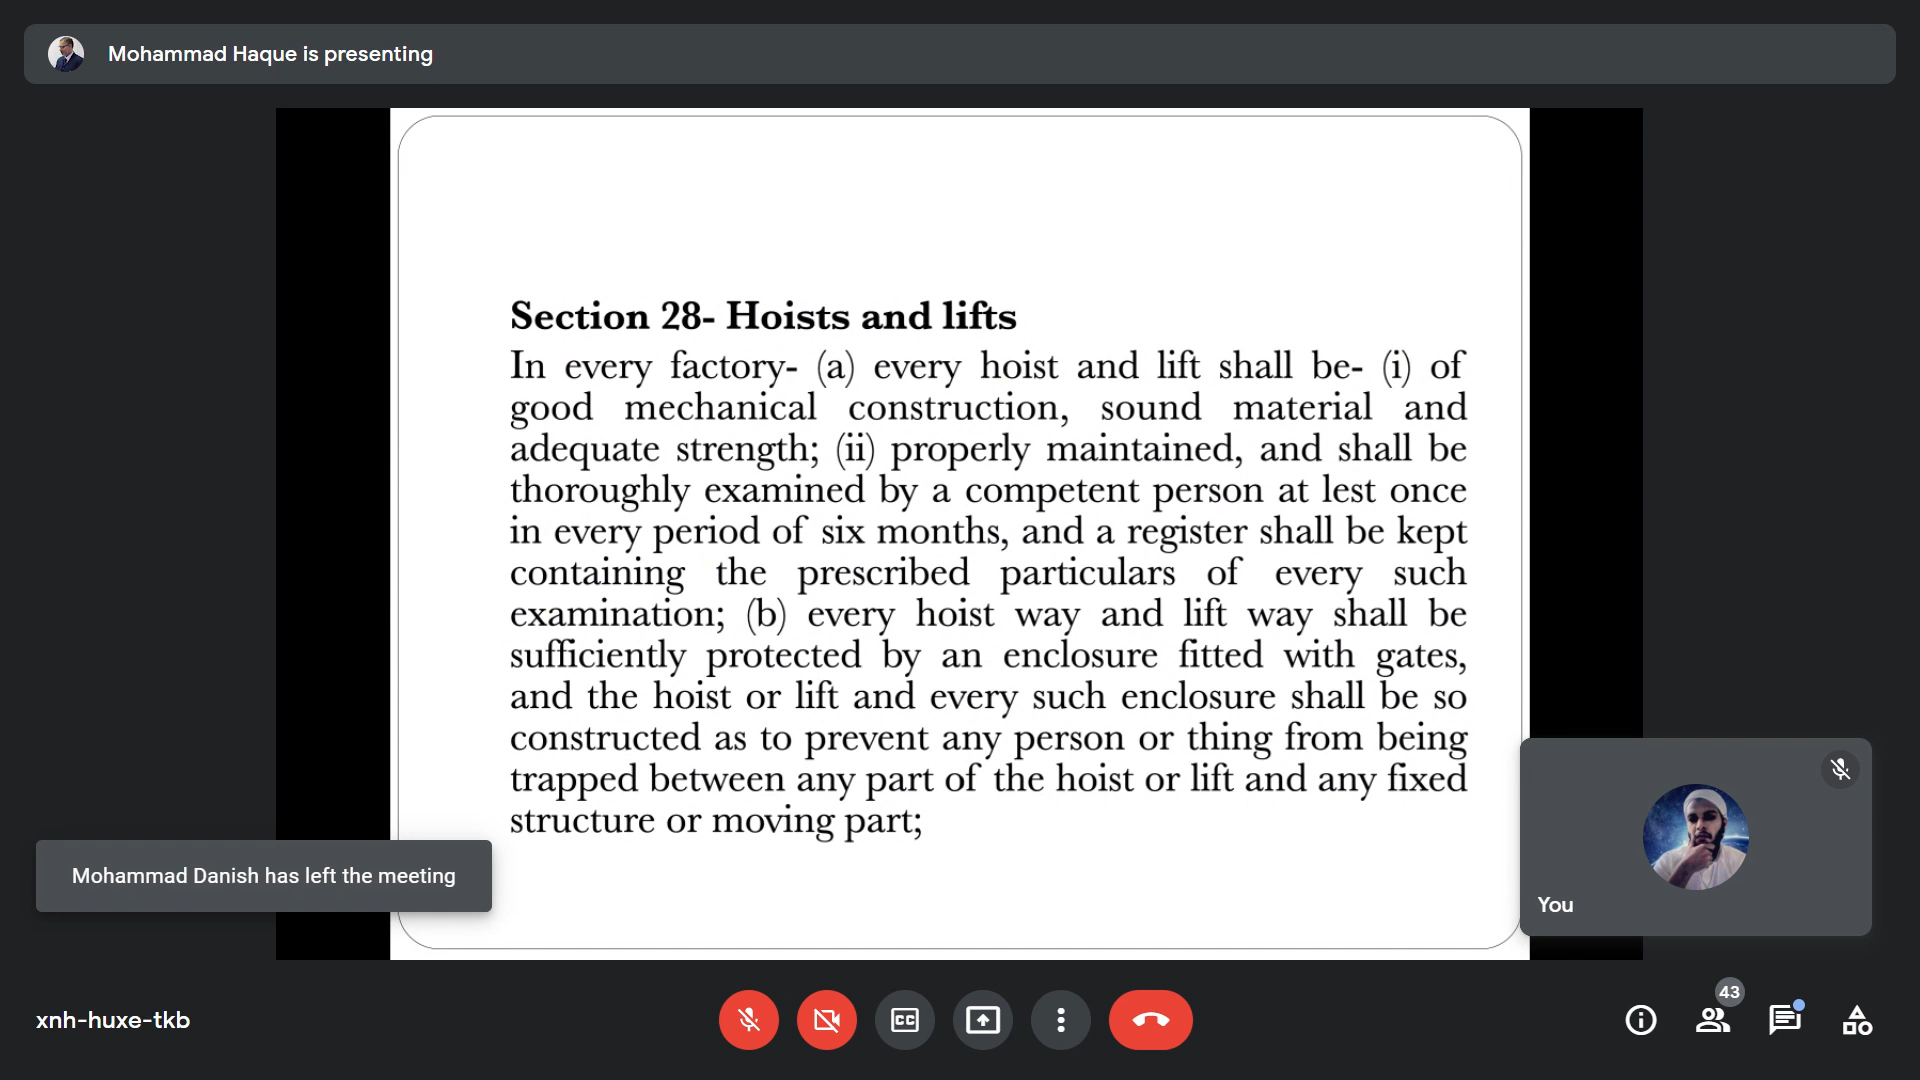 Mohammad Haque is presenting
Section 28- Hoists and lifts
In every factory- (a) every hoist and lift shall be- (i) of
good mechanical construction, sound material and
adequate strength; (ii) properly maintained, and shall be
thoroughly examined by a competent person at lest once
in every period of six months, and a register shall be kept
containing the prescribed particulars of every such
examination; (b) every hoist way and lift way shall be
sufficiently protected by an enclosure fitted with gates,
and the hoist or lift and every such enclosure shall be so
constructed as to prevent any person or thing from being
trapped between any part of the hoist or lift and any fixed
structure or moving part;
Mohammad Danish has left the meeting
You
xnh-huxe-tkb
CC
43